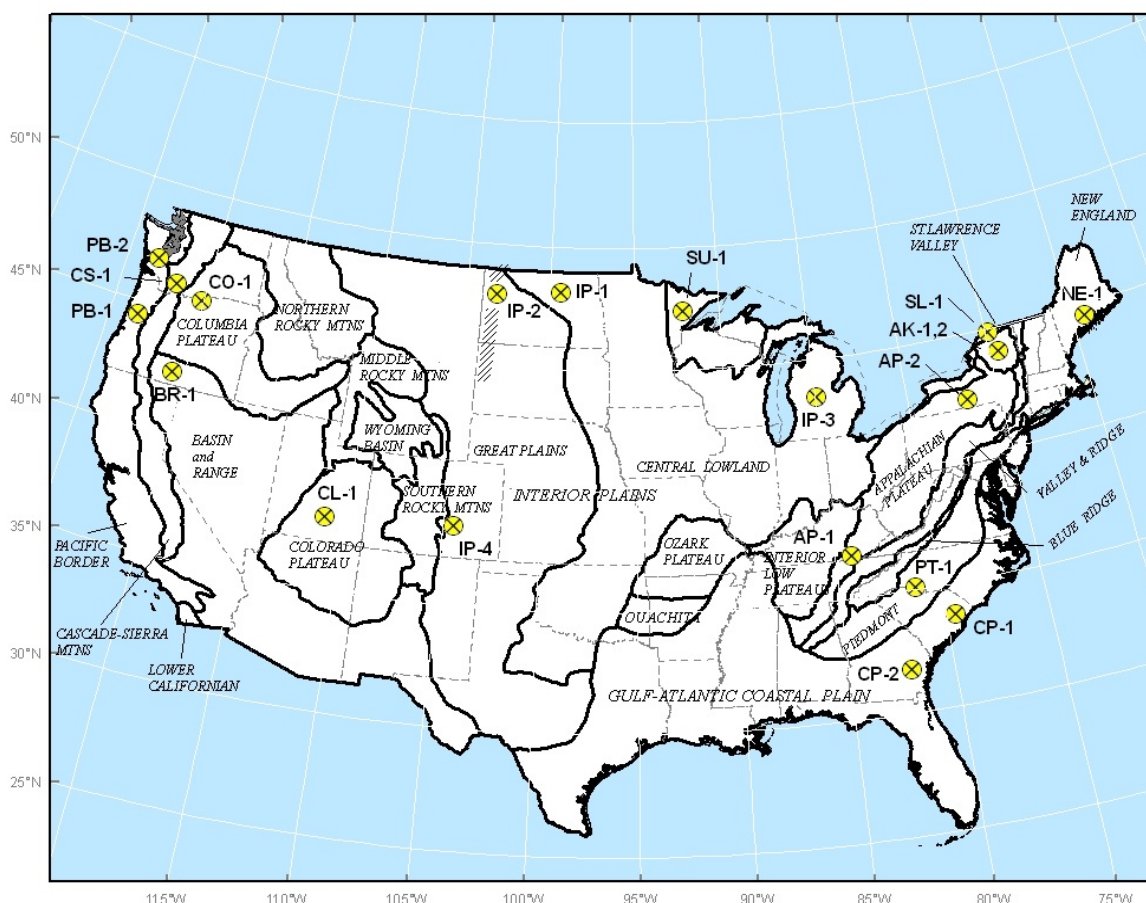 50°N
45°N
40°N
35°N
30°N
25°N
115°W
110°W
105°W
100°W
95°W
90°W
85°W
80°W
75°W
NEW
ENGLAND
ST.LAWRENCE
VALLEY
PB-2
CS-1
PB-1
CO-1
COLUMBIA
PLATEAU
NORTHERN
ROCKY MTNS
IP-2
IP-1
SU-1
SL-1
AK-1,2
AP-2
NE-1
BR-1
MIDDLE
ROCKY MTNS
WYOMING
BASIN
BASIN
and
RANGE
GREAT PLAINS
IP-3
CENTRAL LOWLAND
APPALACHIAN
PLATEAU
VALLEY & RIDGE
BLUE RIDGE
CL-1
COLORADO
PLATEAU
SOUTHERN
ROCKY MTNS
IP-4
INTERIOR PLAINS
OZARK
PLATEAU
OUACHITA
AP-1
INTERIOR
LOW
PLATEAUS
PT-1
PIEDMONT
CP-1
CP-2
PACIFIC
BORDER
CASCADE-SIERRA
MTNS
LOWER
CALIFORNIAN
GULF-ATLANTIC COASTAL PLAIN